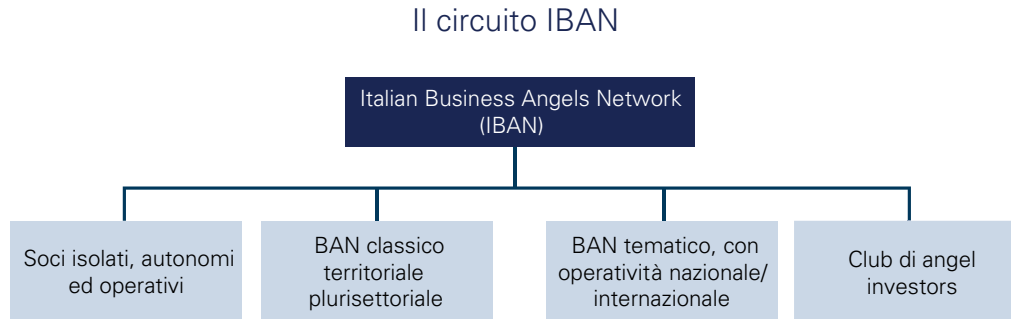 Il circuito IBAN
Italian Business Angels Network
(IBAN)
Soci isolati, autonomi
ed operativi
BAN classico
territoriale
plurisettoriale
BAN tematico, con
operatività nazionale/
internazionale
Club di angel
investors